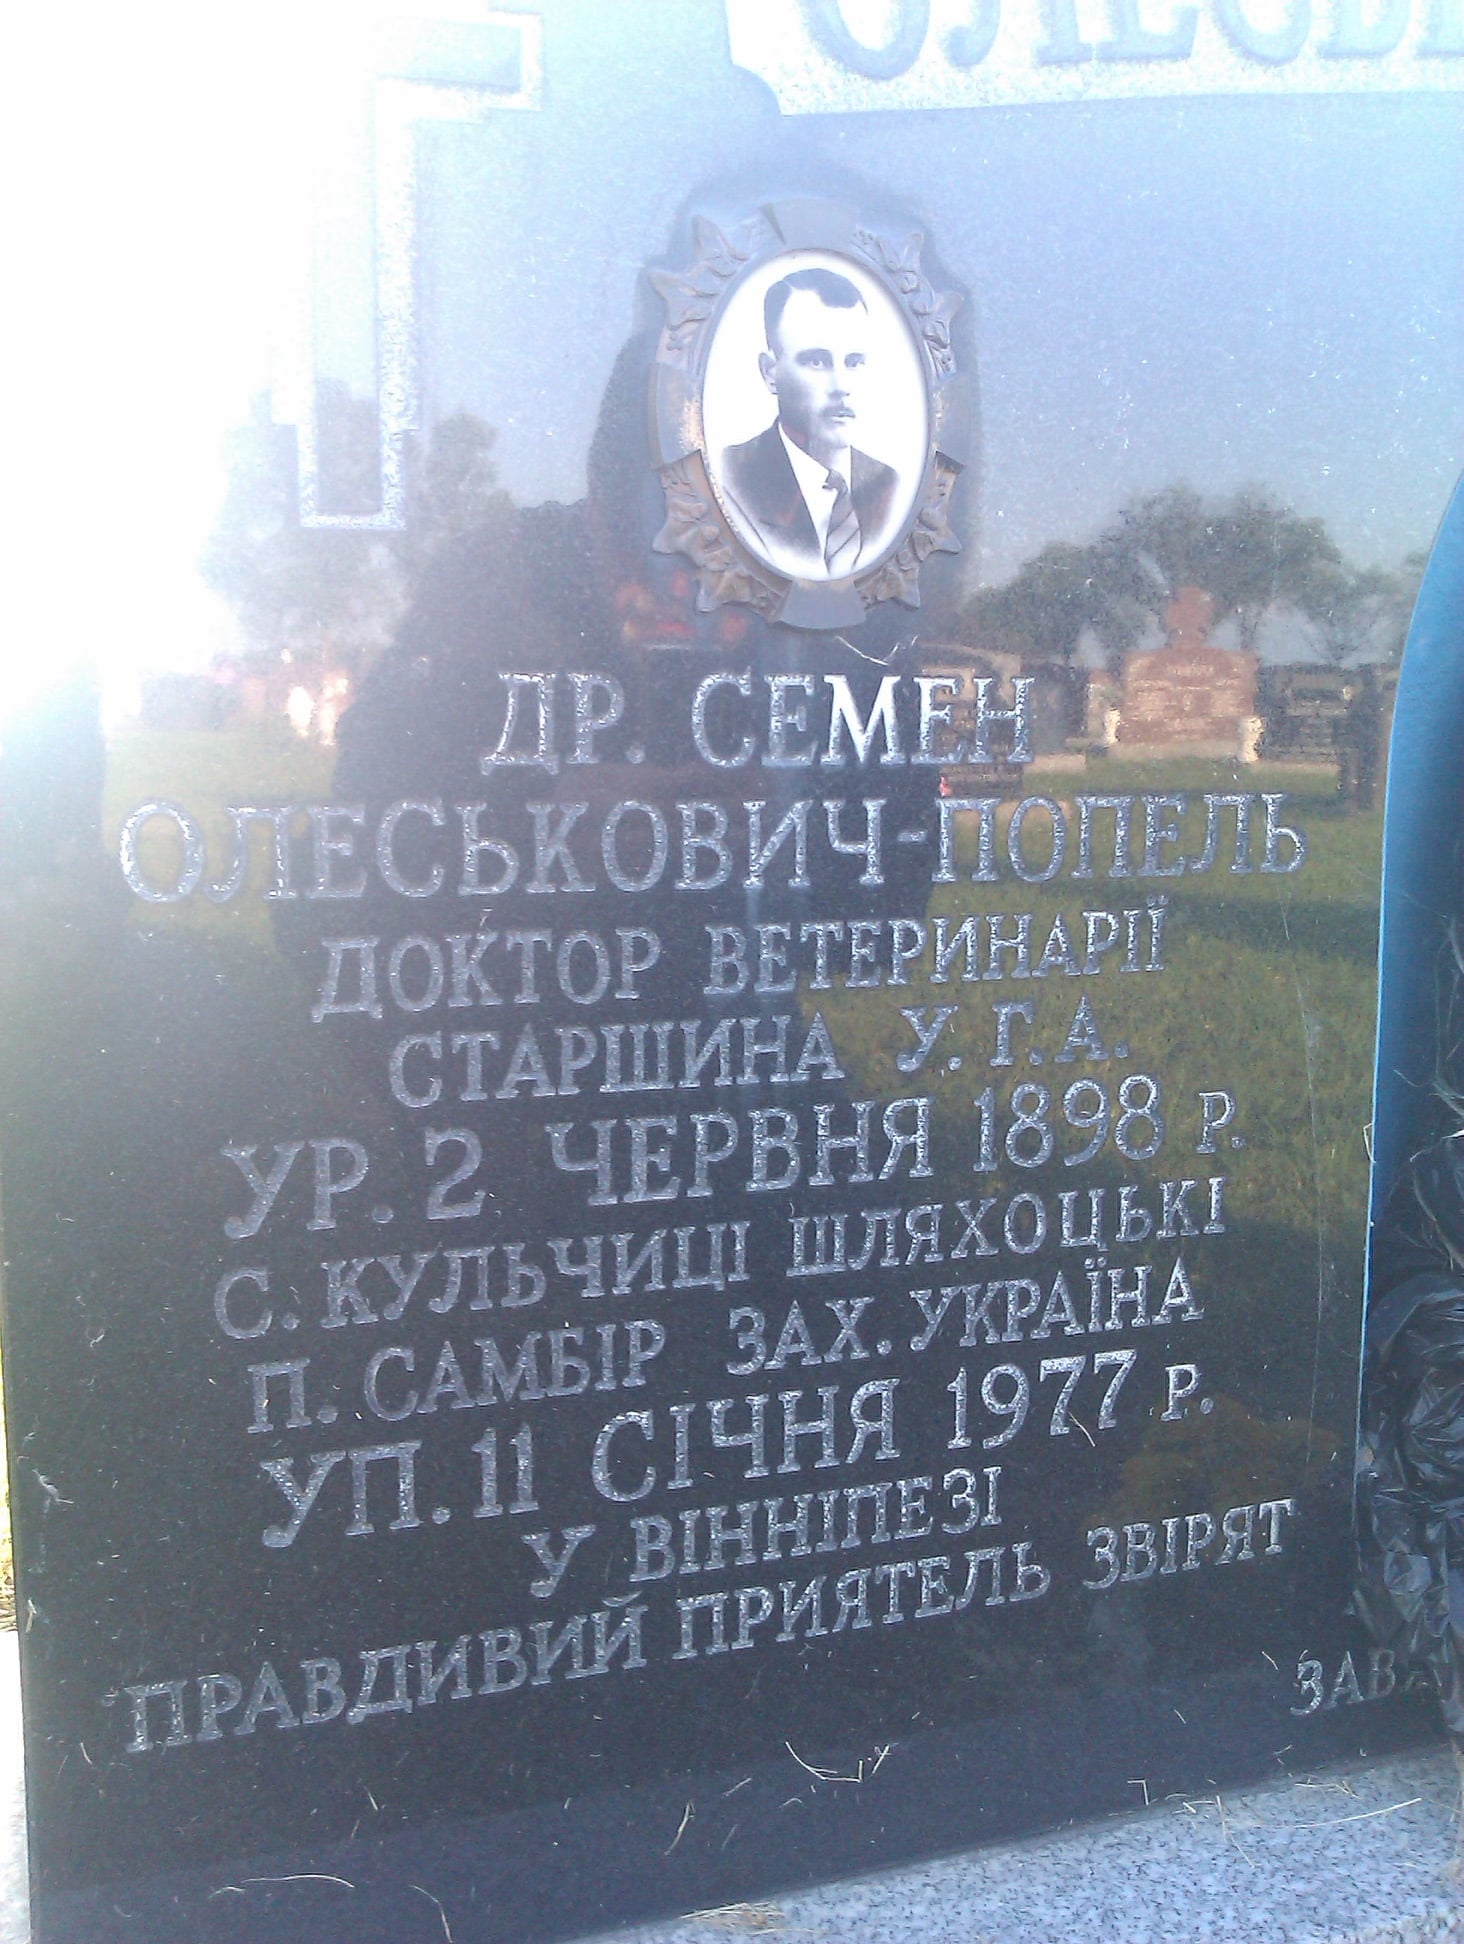 ДР. СЕМЕН
ОЛЕСЬКОВИЧ-ПОПЕЛЬ
ДОКТОР ВЕТЕРИНАРІЇ
СТАРШИНА У.Г.А.
УР. 2 ЧЕРВНЯ 1898 Р.
С. КУЛЬЧИЦІ ШЛЯХОЦЬКІ
П. САМБІР ЗАХ. УКРАЇНА
УП. 11 СІЧНЯ 1977 Р.
У ВІННІПЕЗІ
ПРАВДИВИЙ ПРИЯТЕЛЬ ЗВІРЯТ